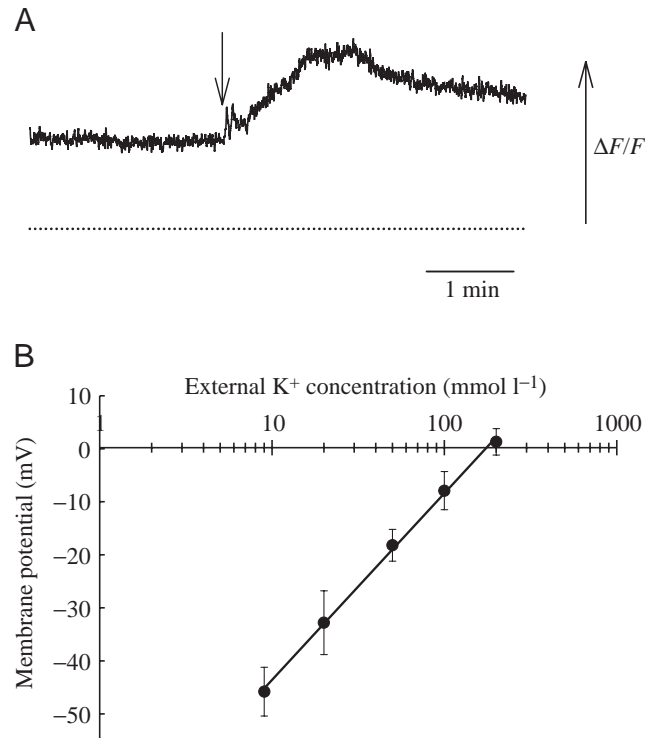 A
ΔF/F
1 min
B
External K⁺ concentration (mmol l⁻¹)
Membrane potential (mV)
10
0
−10
−20
−30
−40
−50
1 10 100 1000